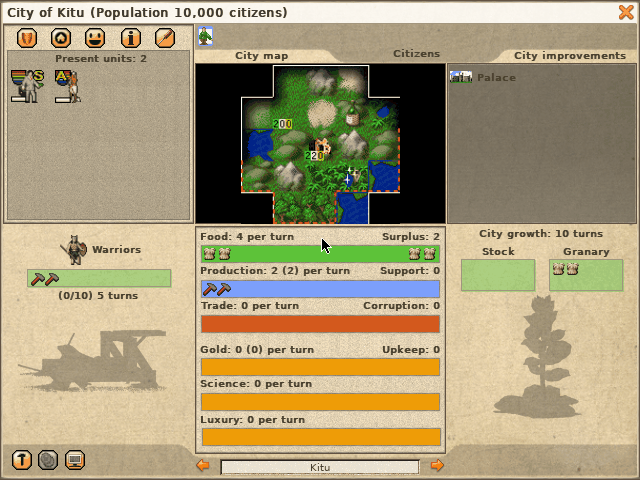 City of Kitu (Population 10,000 citizens)
Present units: 2
S
A
City map
Citizens
City improvements
Palace
200
220
Food: 4 per turn
Surplus: 2
Production: 2 (2) per turn
Support: 0
Trade: 0 per turn
Corruption: 0
Gold: 0 (0) per turn
Upkeep: 0
Science: 0 per turn
Luxury: 0 per turn
Warriors
(0/10) 5 turns
City growth: 10 turns
Stock
Granary
Kitu